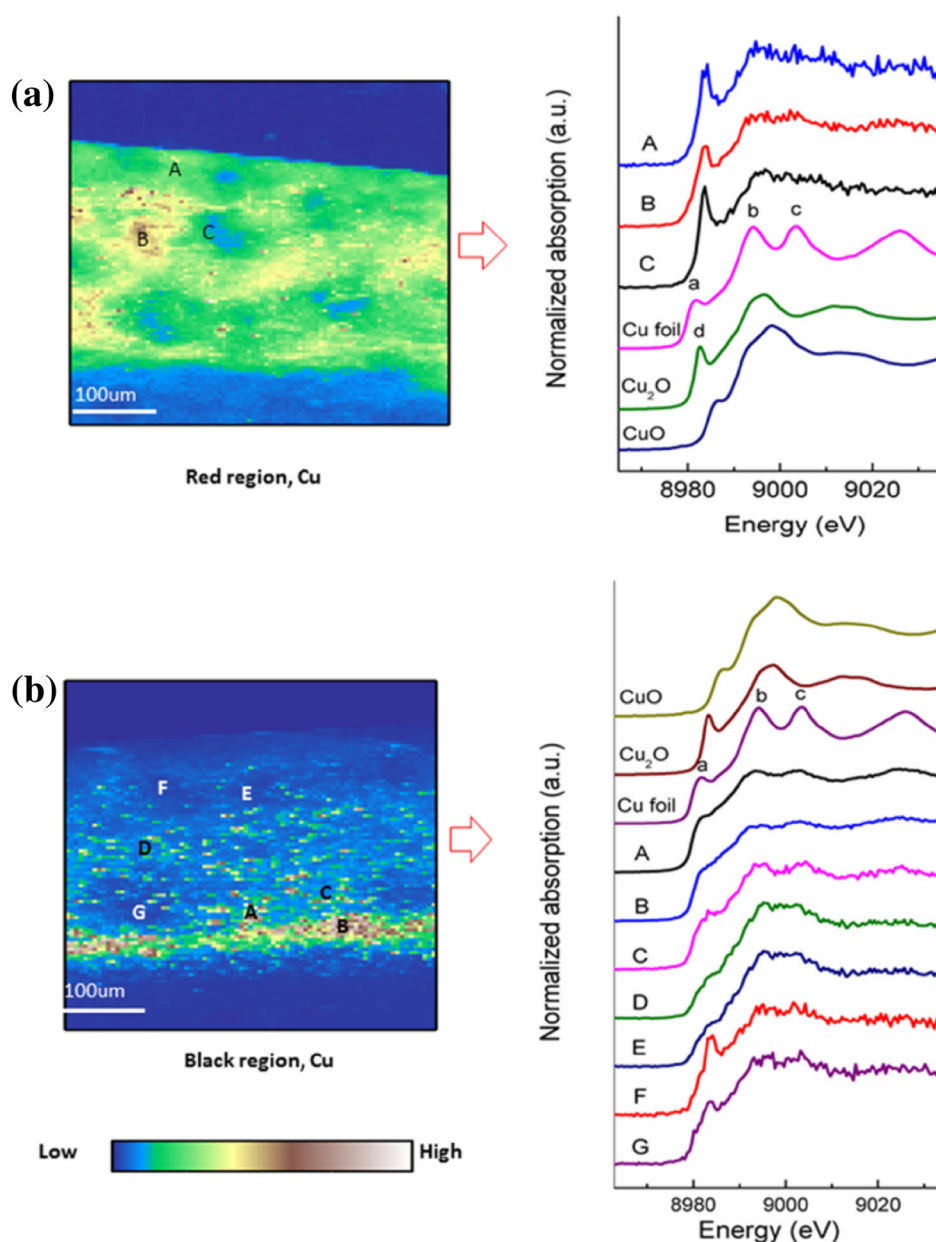 (a)
A
B
C
100um
Red region, Cu
Normalized absorption (a.u.)
A
B
C
a
b
c
Cu foil
d
Cu₂O
CuO
8980
9000
9020
Energy (eV)
(b)
F
E
D
C
G
A
B
100um
Black region, Cu
Low
High
Normalized absorption (a.u.)
CuO
Cu₂O
b
c
a
Cu foil
A
B
C
D
E
F
G
8980
9000
9020
Energy (eV)